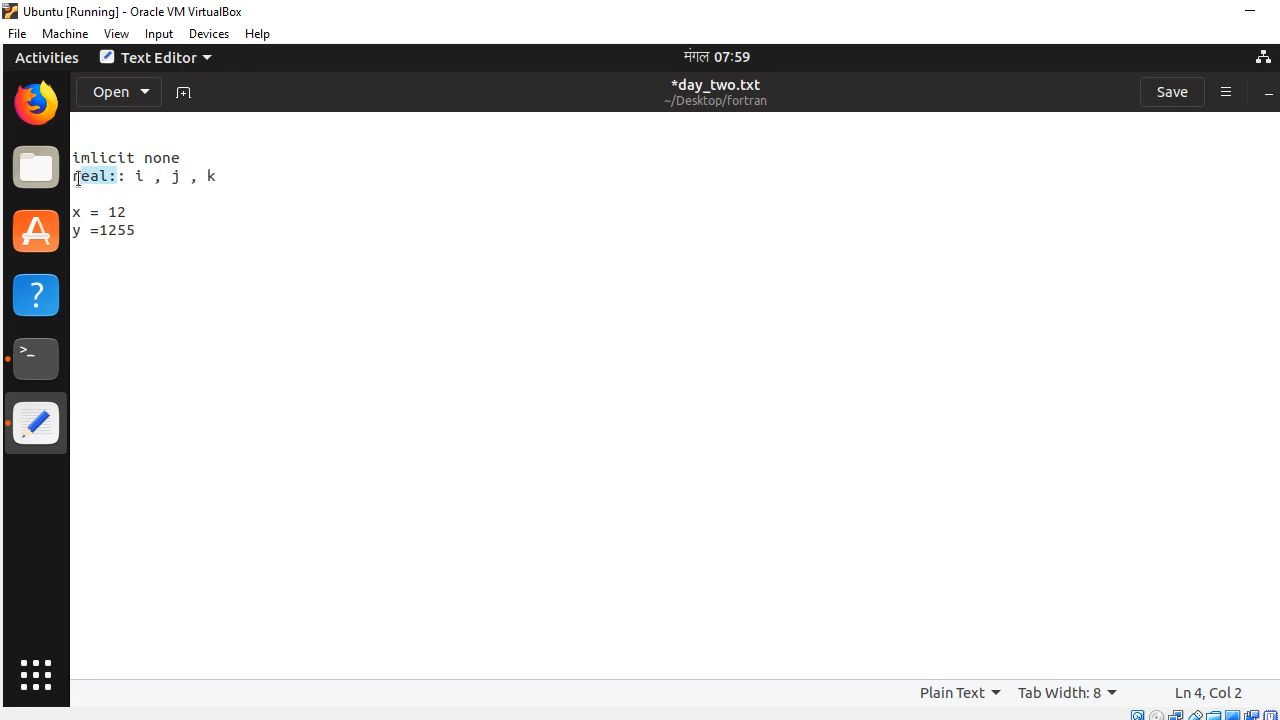 Ubuntu [Running] - Oracle VM VirtualBox
File Machine View Input Devices Help
Activities Text Editor मंगल 07:59
Open *day_two.txt Save
~/Desktop/fortran
imlicit none
real:: i , j , k
x = 12
y =1255
Plain Text Tab Width: 8 Ln 4, Col 2